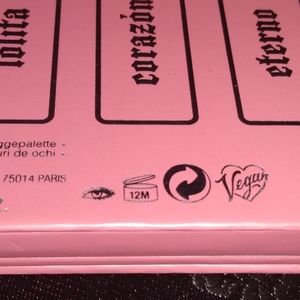 lolita
corazón
eterno
ggepalette -
uri de ochi -
75014 PARIS
12M
Vegan